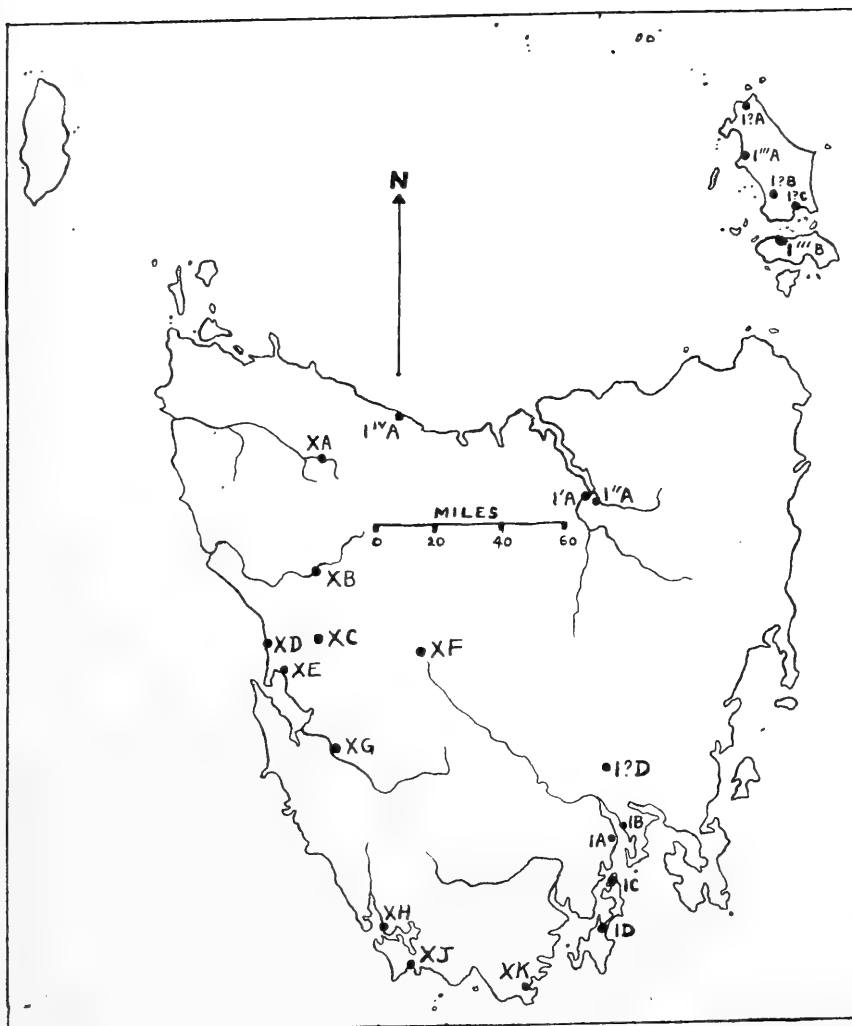 1?A
1'''A
1?B
1?C
1'''B
N
1ᴵⱽA
XA
1'A 1''A
MILES
0 20 40 60
XB
XD XC XF
XE
XG
1?D
1B
1A
1C
XH 1D
XJ
XK